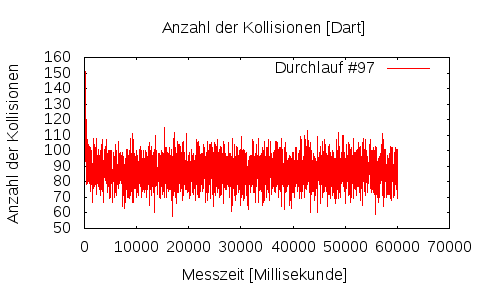 Anzahl der Kollisionen [Dart]
Durchlauf #97
Anzahl der Kollisionen
160
150
140
130
120
110
100
90
80
70
60
50
0 10000 20000 30000 40000 50000 60000 70000
Messzeit [Millisekunde]